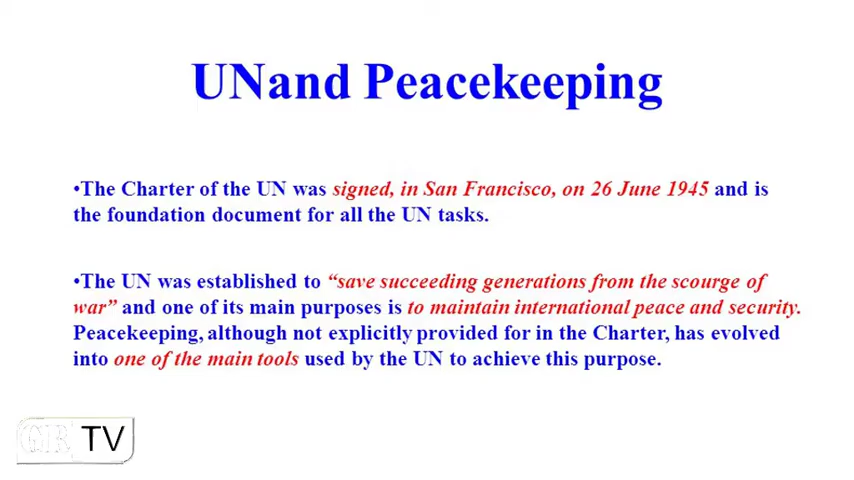 UNand Peacekeeping
•The Charter of the UN was signed, in San Francisco, on 26 June 1945 and is
the foundation document for all the UN tasks.
•The UN was established to “save succeeding generations from the scourge of
war” and one of its main purposes is to maintain international peace and security.
Peacekeeping, although not explicitly provided for in the Charter, has evolved
into one of the main tools used by the UN to achieve this purpose.
TV